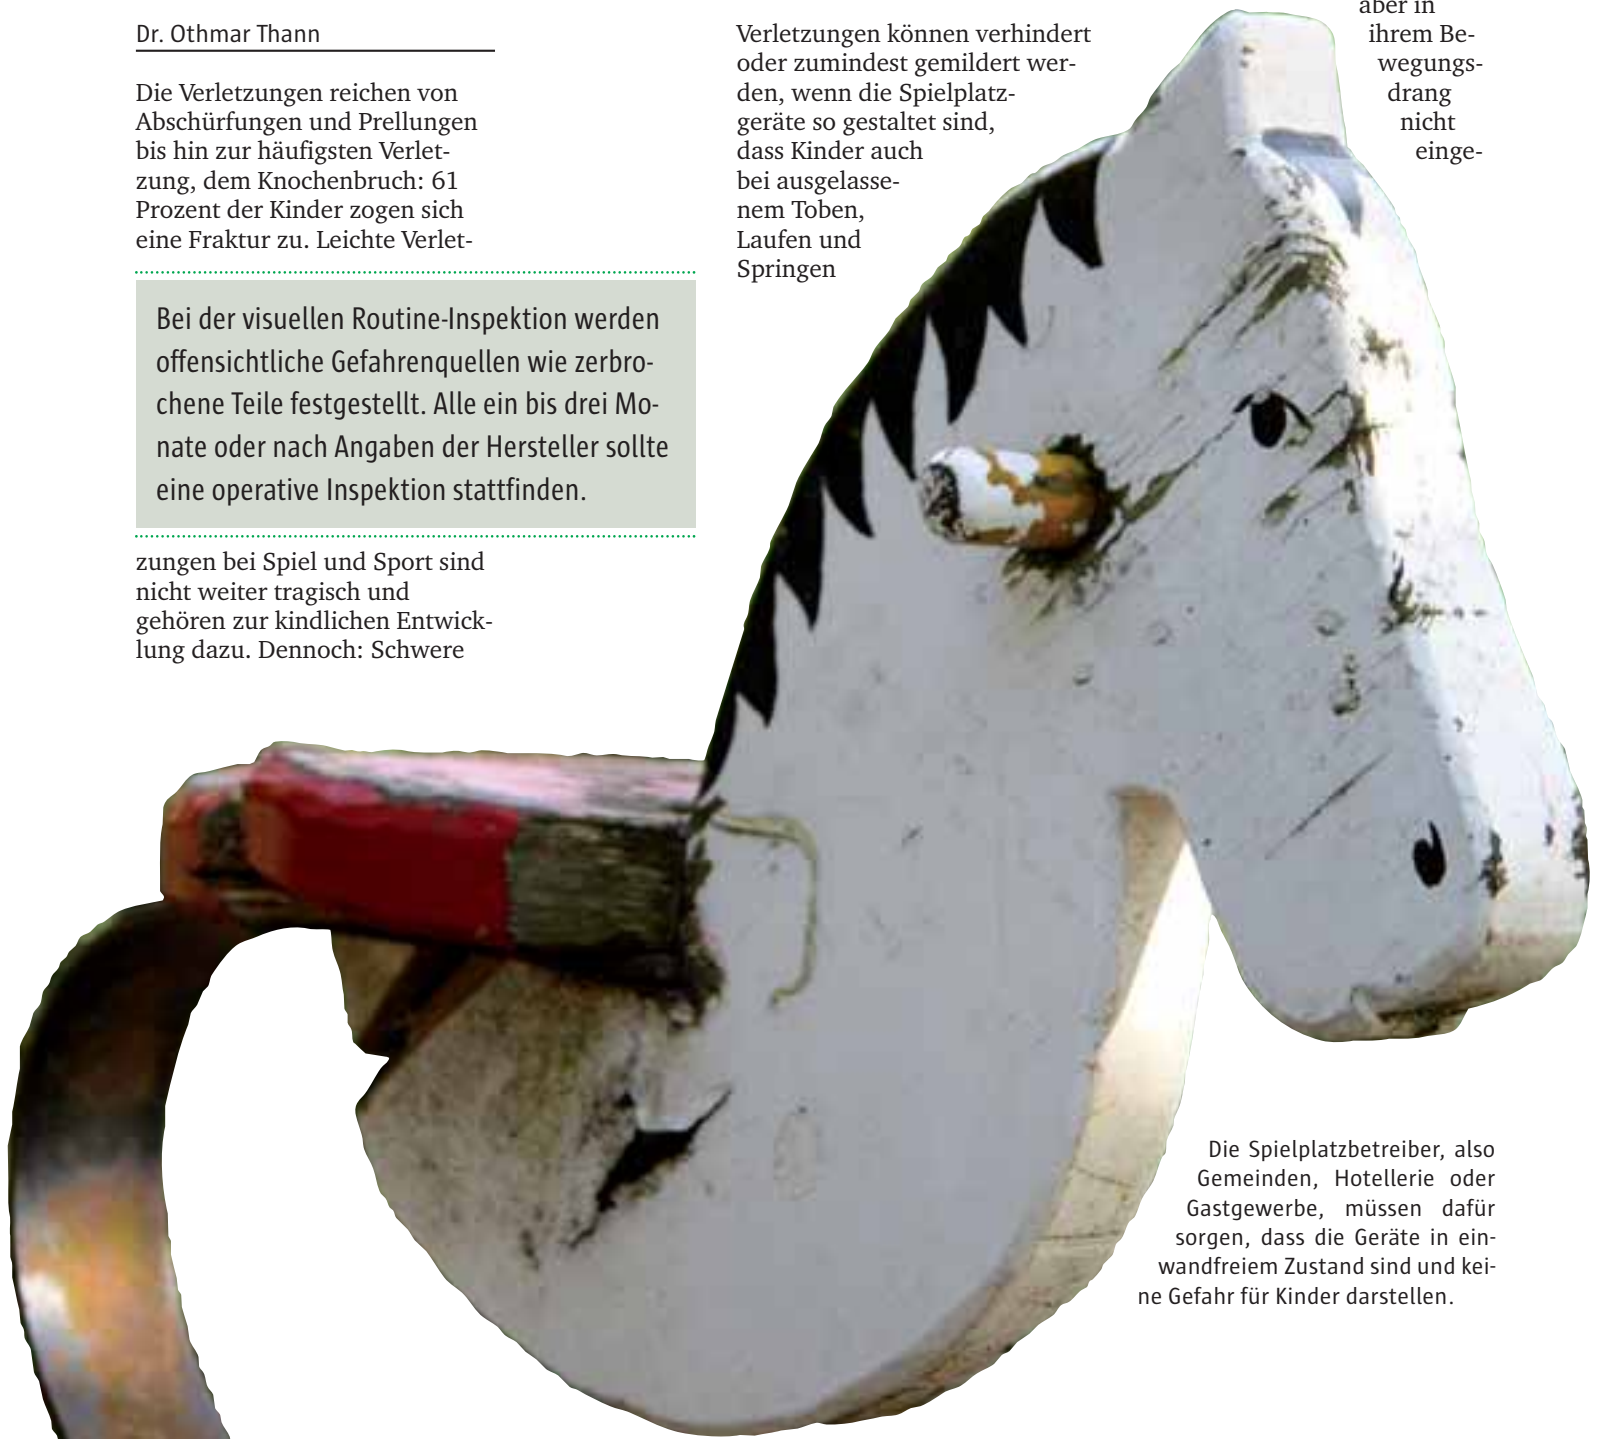 Dr. Othmar Thann
Die Verletzungen reichen von
Abschürfungen und Prellungen
bis hin zur häufigsten Verlet-
zung, dem Knochenbruch: 61
Prozent der Kinder zogen sich
eine Fraktur zu. Leichte Verlet-
Bei der visuellen Routine-Inspektion werden
offensichtliche Gefahrenquellen wie zerbro-
chene Teile festgestellt. Alle ein bis drei Mo-
nate oder nach Angaben der Hersteller sollte
eine operative Inspektion stattfinden.
zungen bei Spiel und Sport sind
nicht weiter tragisch und
gehören zur kindlichen Entwick-
lung dazu. Dennoch: Schwere
Verletzungen können verhindert
oder zumindest gemildert wer-
den, wenn die Spielplatz-
geräte so gestaltet sind,
dass Kinder auch
bei ausgelasse-
nem Toben,
Laufen und
Springen
aber in
ihrem Be-
wegungs-
drang
nicht
einge-
Die Spielplatzbetreiber, also
Gemeinden, Hotellerie oder
Gastgewerbe, müssen dafür
sorgen, dass die Geräte in ein-
wandfreiem Zustand sind und kei-
ne Gefahr für Kinder darstellen.